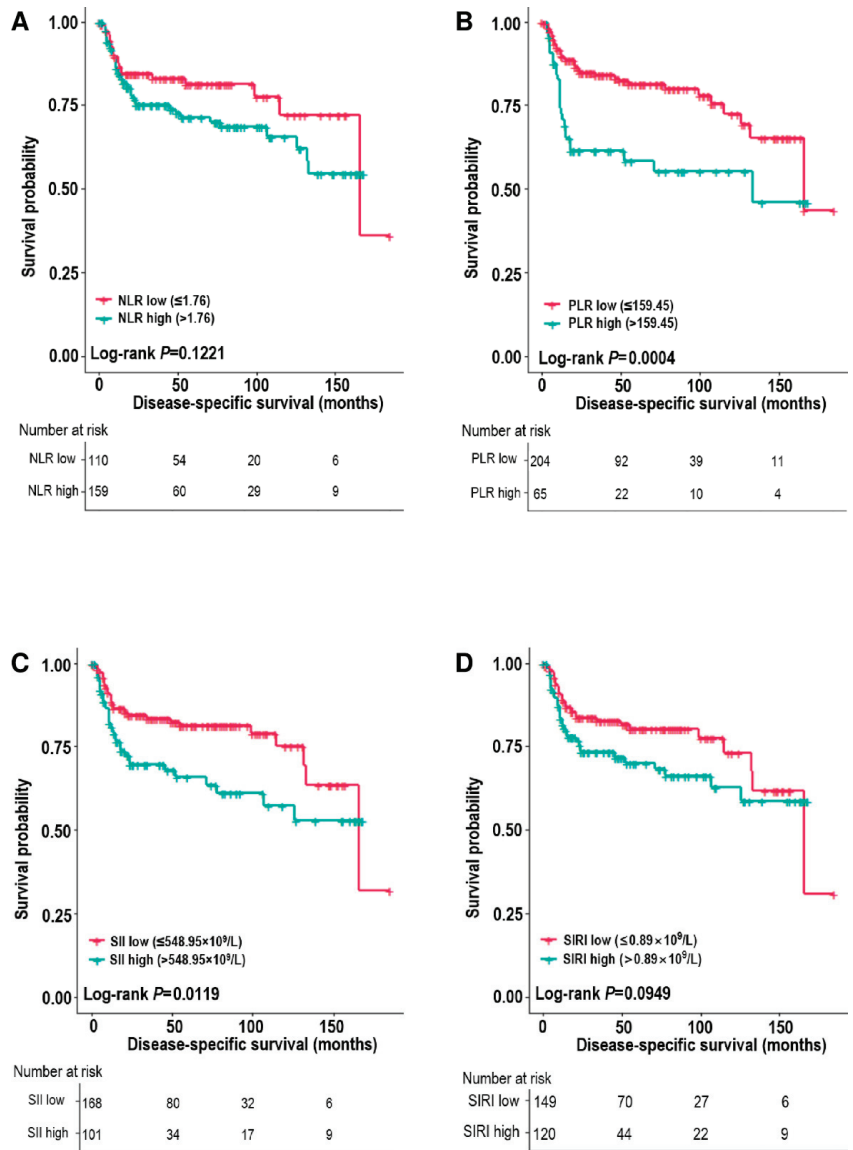 A
1.00
0.75
0.50
0.25
0.00
Survival probability
NLR low (≤1.76)
NLR high (>1.76)
Log-rank P=0.1221
0 50 100 150
Disease-specific survival (months)
Number at risk
NLR low 110 54 20 6
NLR high 159 60 29 9
B
1.00
0.75
0.50
0.25
0.00
Survival probability
PLR low (≤159.45)
PLR high (>159.45)
Log-rank P=0.0004
0 50 100 150
Disease-specific survival (months)
Number at risk
PLR low 204 92 39 11
PLR high 65 22 10 4
C
1.00
0.75
0.50
0.25
0.00
Survival probability
SII low (≤548.95×10⁹/L)
SII high (>548.95×10⁹/L)
Log-rank P=0.0119
0 50 100 150
Disease-specific survival (months)
Number at risk
SII low 168 80 32 6
SII high 101 34 17 9
D
1.00
0.75
0.50
0.25
0.00
Survival probability
SIRI low (≤0.89×10⁹/L)
SIRI high (>0.89×10⁹/L)
Log-rank P=0.0949
0 50 100 150
Disease-specific survival (months)
Number at risk
SIRI low 149 70 27 6
SIRI high 120 44 22 9